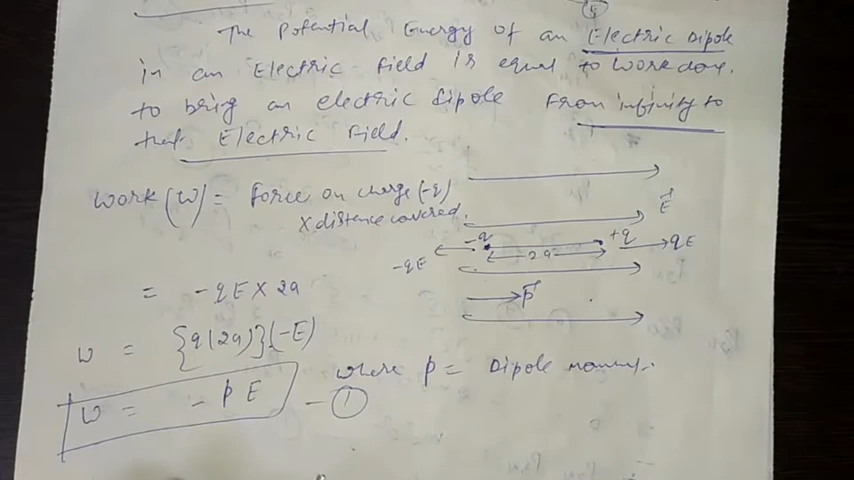 The Potential Energy of an Electric Dipole
in an Electric Field is equal to Work done.
to bring an electric dipole from infinity to
that Electric Field.
Work (W) = Force on charge (-q)
x distance covered.
E
-q +q
-qE 2a qE
= -qE x 2a
p
W = {q(2a)}(-E)
where p = Dipole moment.
W = - p E - 1